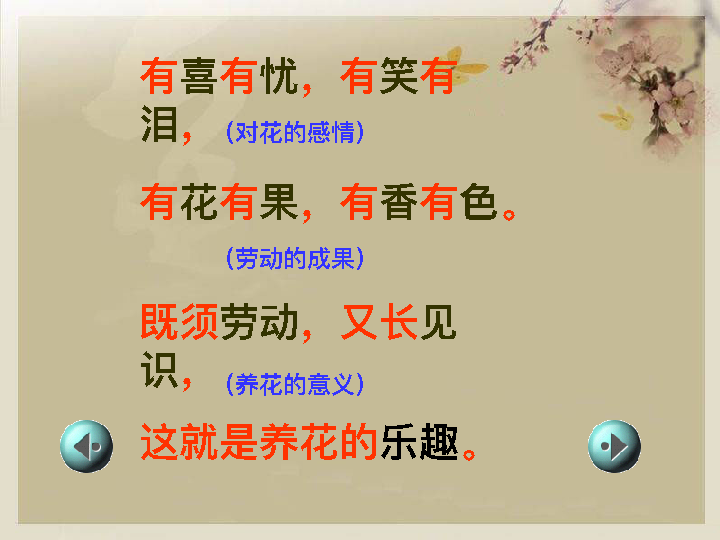 有喜有忧，有笑有
泪，（对花的感情）
有花有果，有香有色。
（劳动的成果）
既须劳动，又长见
识，（养花的意义）
这就是养花的乐趣。